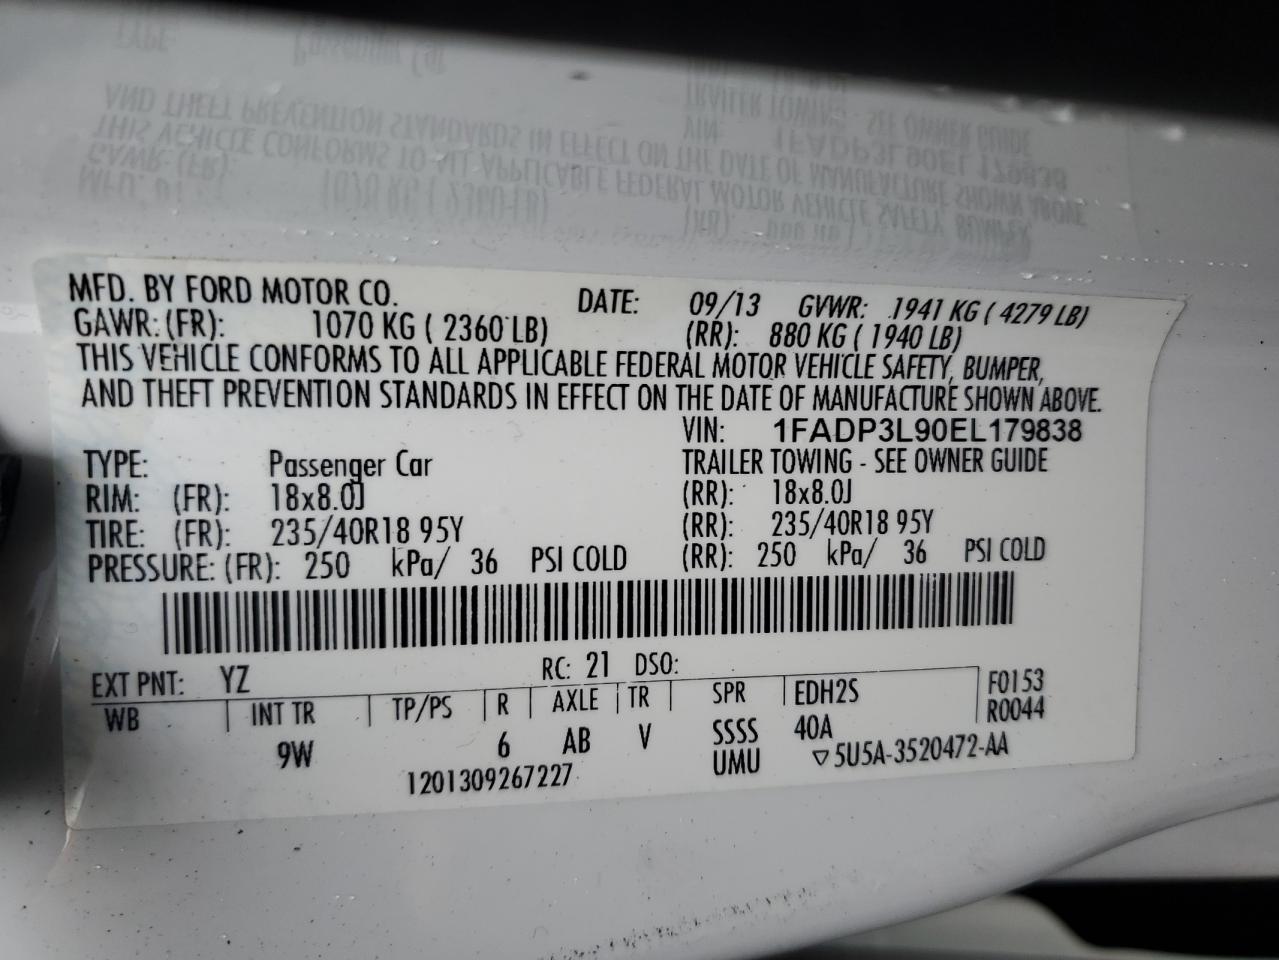 MFD. BY FORD MOTOR CO. DATE: 09/13 GVWR: 1941 KG ( 4279 LB)
GAWR: (FR): 1070 KG ( 2360 LB) (RR): 880 KG ( 1940 LB)
THIS VEHICLE CONFORMS TO ALL APPLICABLE FEDERAL MOTOR VEHICLE SAFETY, BUMPER,
AND THEFT PREVENTION STANDARDS IN EFFECT ON THE DATE OF MANUFACTURE SHOWN ABOVE.
VIN: 1FADP3L90EL179838
TYPE: Passenger Car TRAILER TOWING - SEE OWNER GUIDE
RIM: (FR): 18x8.0J (RR): 18x8.0J
TIRE: (FR): 235/40R18 95Y (RR): 235/40R18 95Y
PRESSURE: (FR): 250 kPa/ 36 PSI COLD (RR): 250 kPa/ 36 PSI COLD
EXT PNT: YZ RC: 21 DSO:
WB INT TR TP/PS R AXLE TR SPR EDH2S F0153
9W 6 AB V SSSS 40A R0044
UMU ▽5U5A-3520472-AA
1201309267227